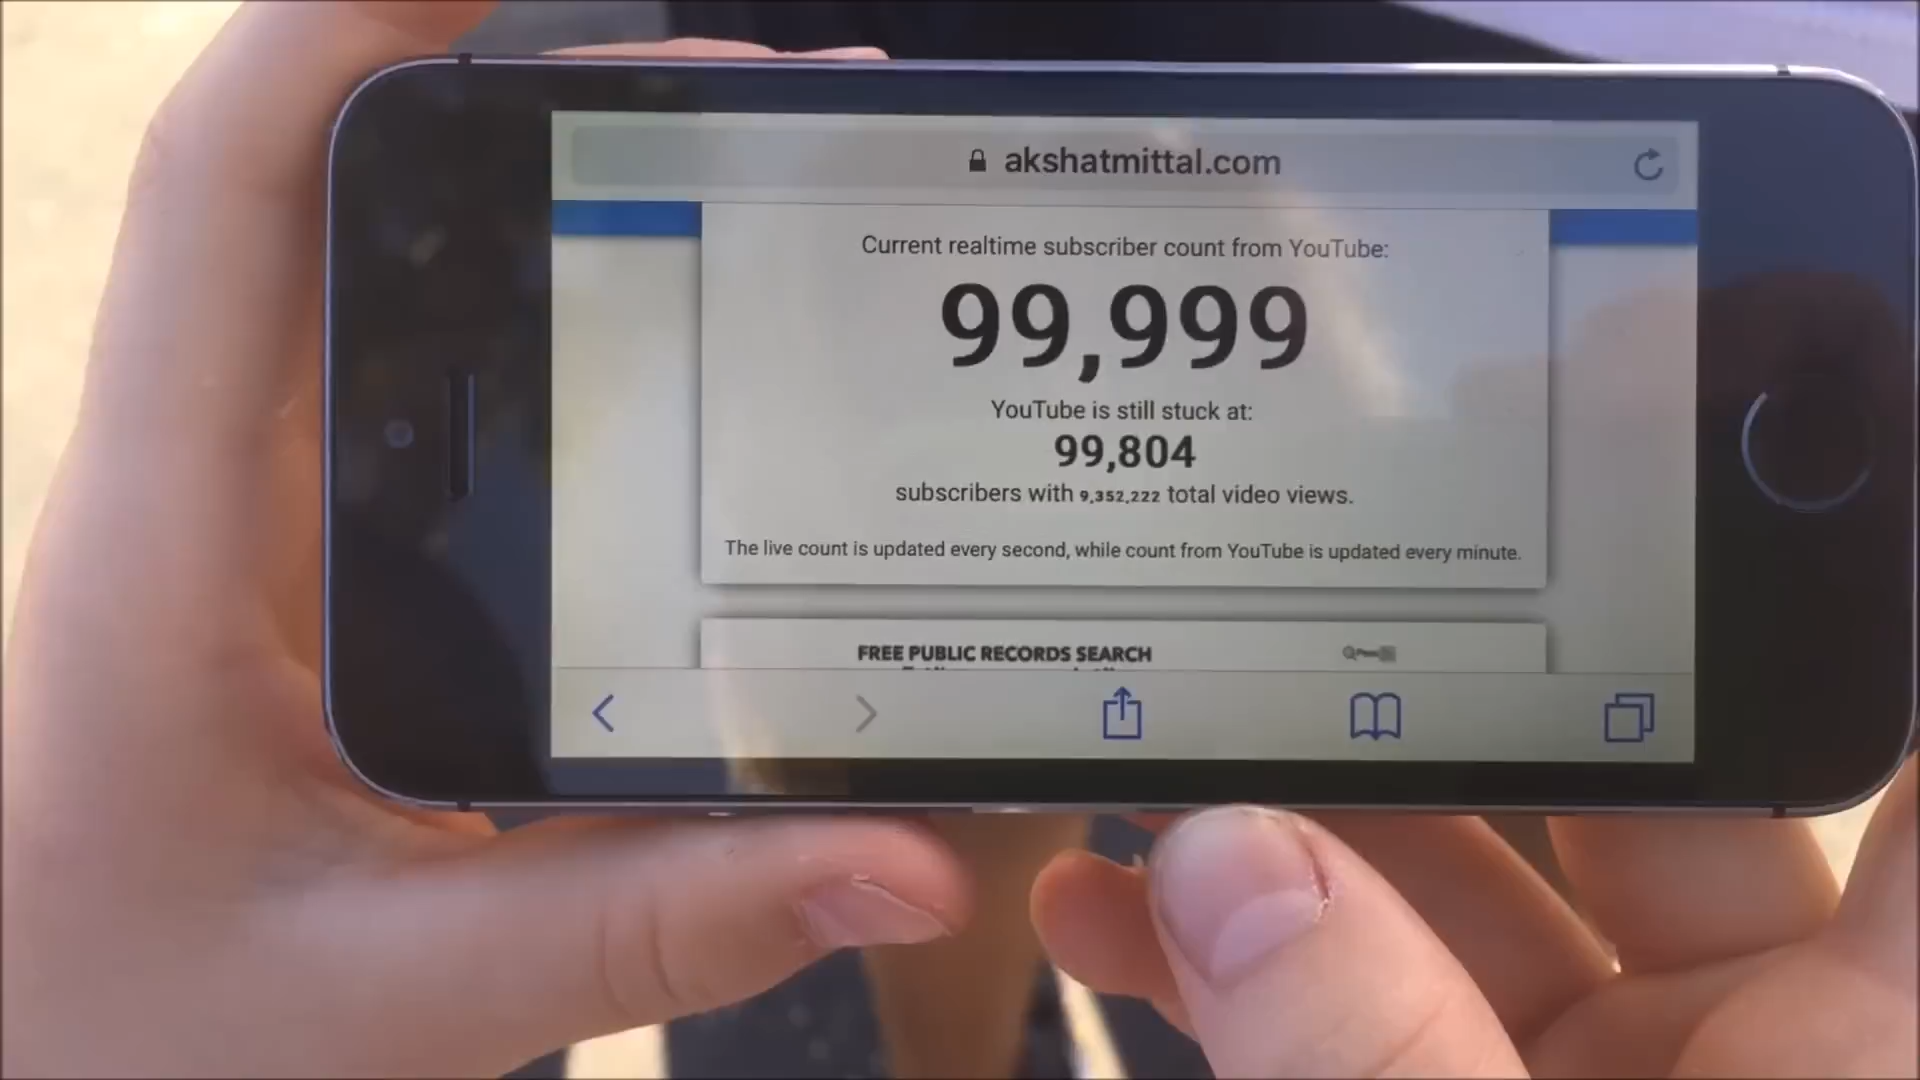 akshatmittal.com
Current realtime subscriber count from YouTube:
99,999
YouTube is still stuck at:
99,804
subscribers with 9,352,222 total video views.
The live count is updated every second, while count from YouTube is updated every minute.
FREE PUBLIC RECORDS SEARCH